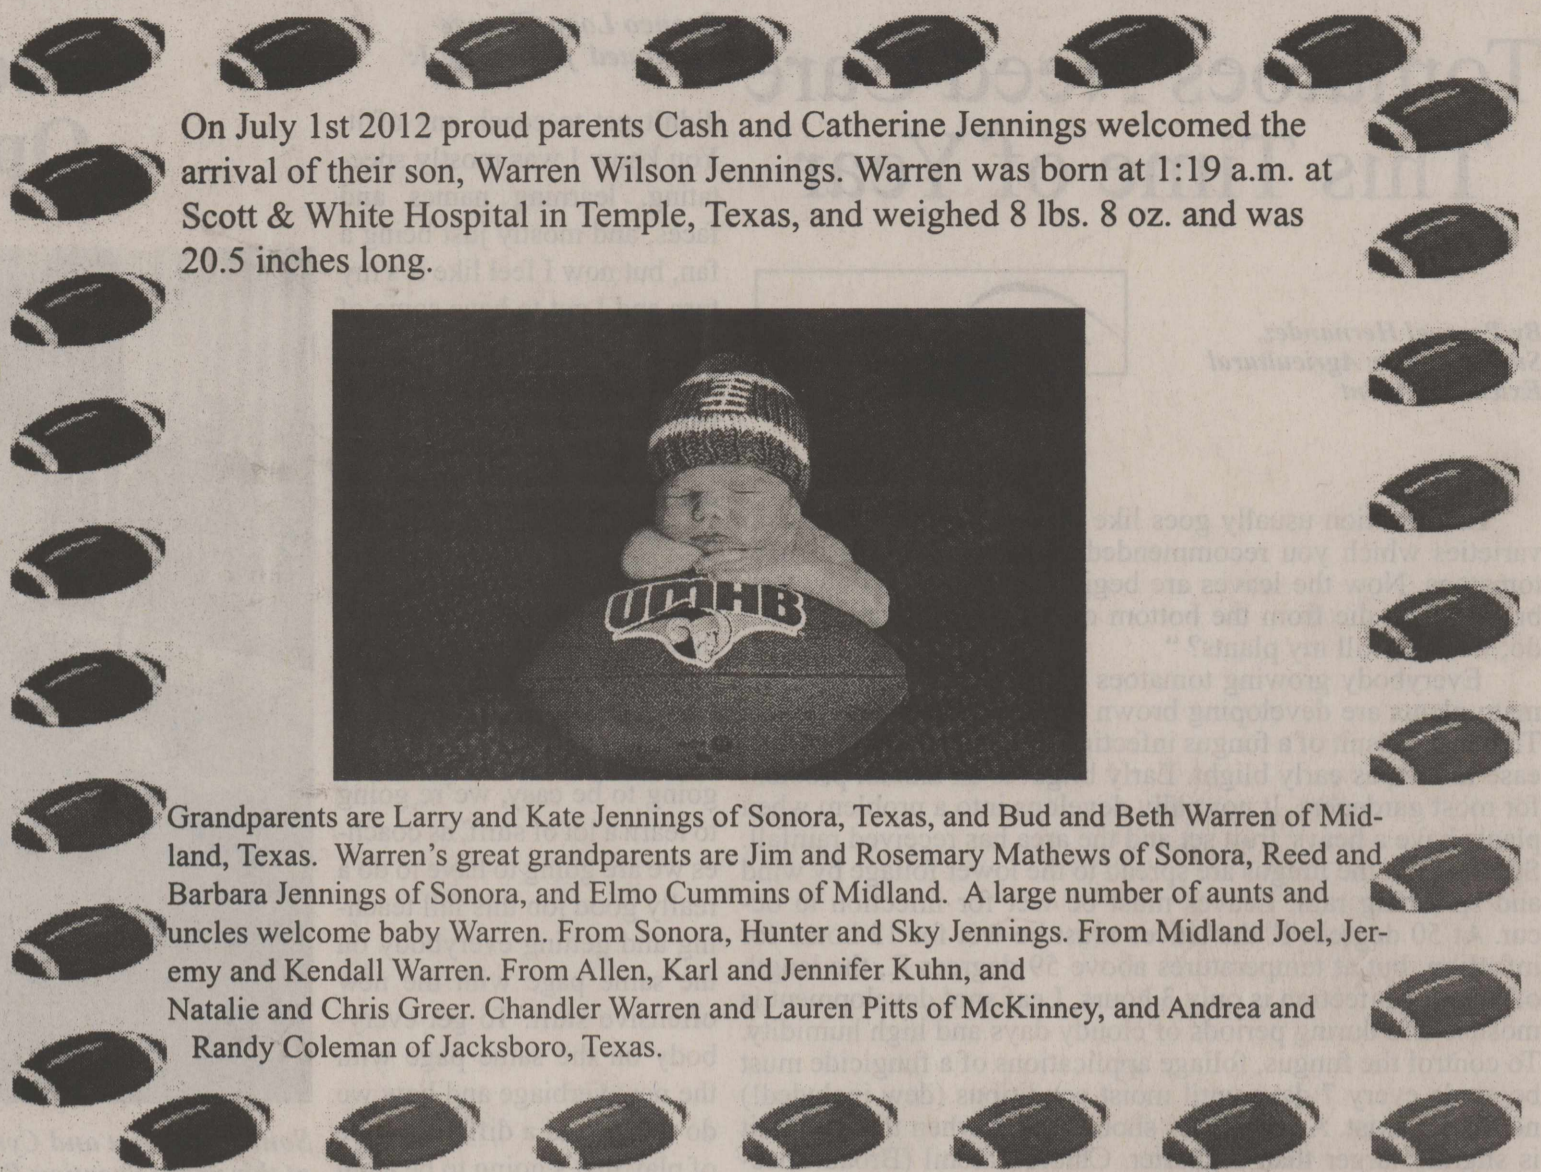 On July 1st 2012 proud parents Cash and Catherine Jennings welcomed the
arrival of their son, Warren Wilson Jennings. Warren was born at 1:19 a.m. at
Scott & White Hospital in Temple, Texas, and weighed 8 lbs. 8 oz. and was
20.5 inches long.
UMHB
Grandparents are Larry and Kate Jennings of Sonora, Texas, and Bud and Beth Warren of Mid-
land, Texas.  Warren's great grandparents are Jim and Rosemary Mathews of Sonora, Reed and
Barbara Jennings of Sonora, and Elmo Cummins of Midland.  A large number of aunts and
uncles welcome baby Warren. From Sonora, Hunter and Sky Jennings. From Midland Joel, Jer-
emy and Kendall Warren. From Allen, Karl and Jennifer Kuhn, and
Natalie and Chris Greer. Chandler Warren and Lauren Pitts of McKinney, and Andrea and
Randy Coleman of Jacksboro, Texas.